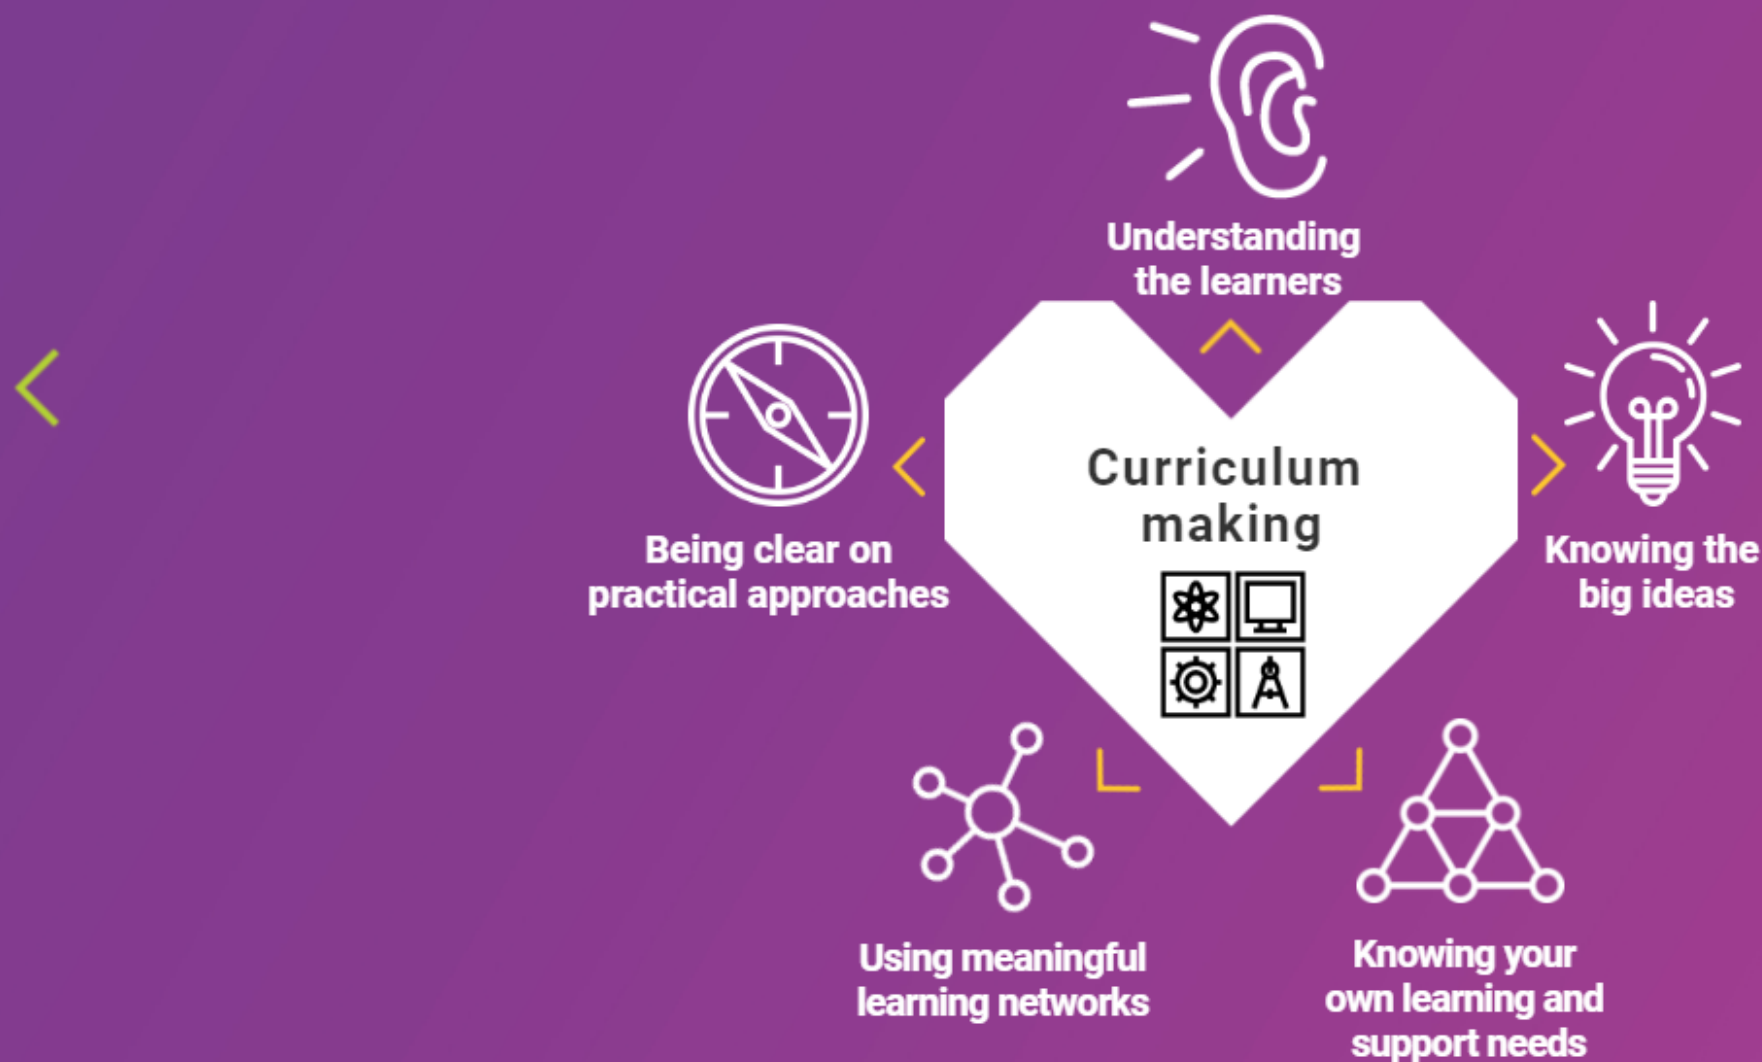 Understanding
the learners
Being clear on
practical approaches
Curriculum
making
Knowing the
big ideas
Using meaningful
learning networks
Knowing your
own learning and
support needs